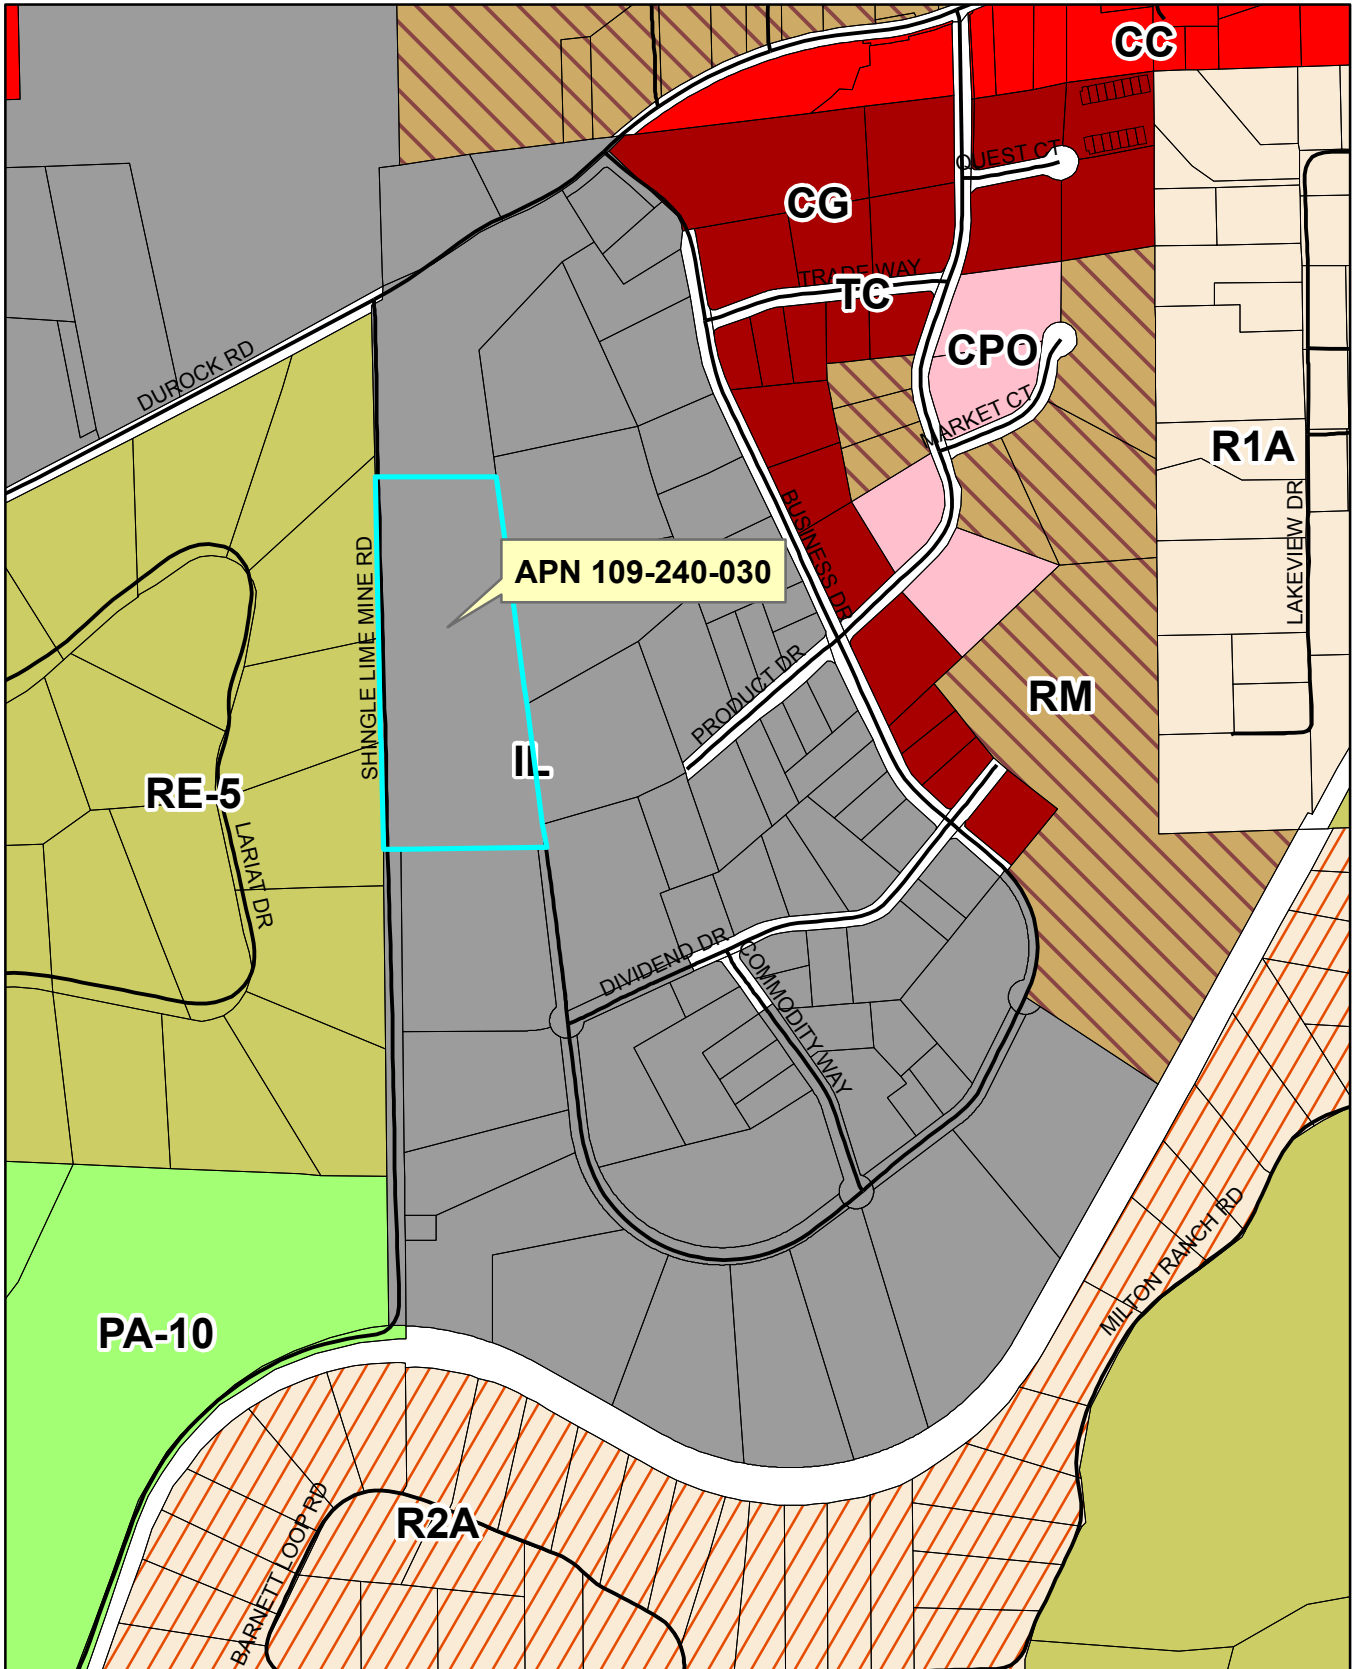 CC
QUEST CT
CG
TRADE WAY
TC
CPO
DUROCK RD
MARKET CT
R1A
BUSINESS DR
LAKEVIEW DR
SHINGLE LIME MINE RD
APN 109-240-030
PRODUCT DR
RM
IL
RE-5
LARIAT DR
DIVIDEND DR
COMMODITY WAY
MILTON RANCH RD
PA-10
R2A
BARNETT LOOP RD